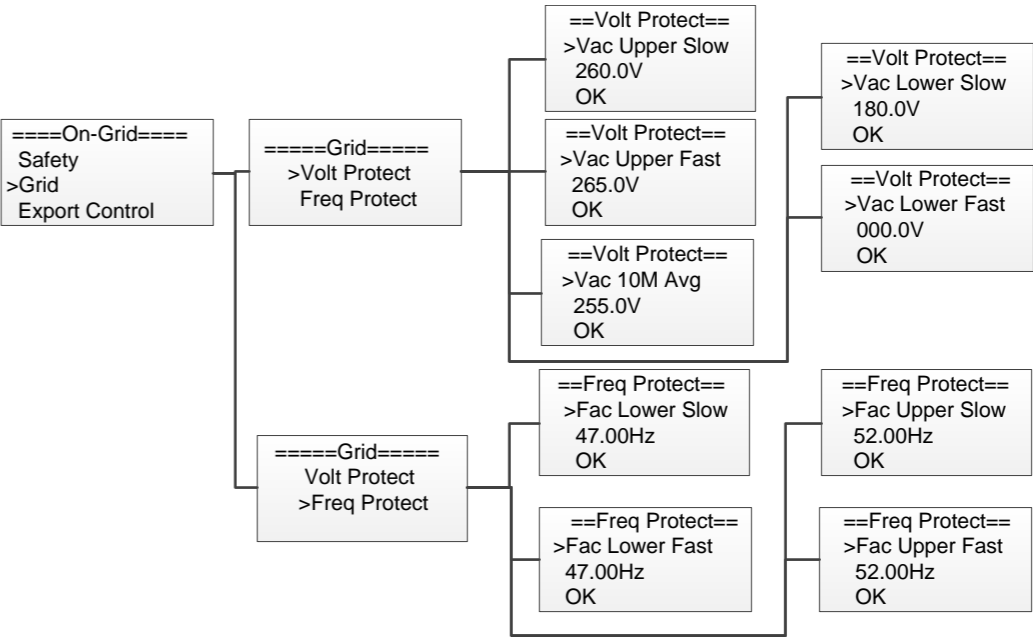 ====On-Grid====
Safety
>Grid
Export Control
=====Grid=====
>Volt Protect
Freq Protect
==Volt Protect==
>Vac Upper Slow
260.0V
OK
==Volt Protect==
>Vac Upper Fast
265.0V
OK
==Volt Protect==
>Vac 10M Avg
255.0V
OK
==Volt Protect==
>Vac Lower Slow
180.0V
OK
==Volt Protect==
>Vac Lower Fast
000.0V
OK
=====Grid=====
Volt Protect
>Freq Protect
==Freq Protect==
>Fac Lower Slow
47.00Hz
OK
==Freq Protect==
>Fac Lower Fast
47.00Hz
OK
==Freq Protect==
>Fac Upper Slow
52.00Hz
OK
==Freq Protect==
>Fac Upper Fast
52.00Hz
OK